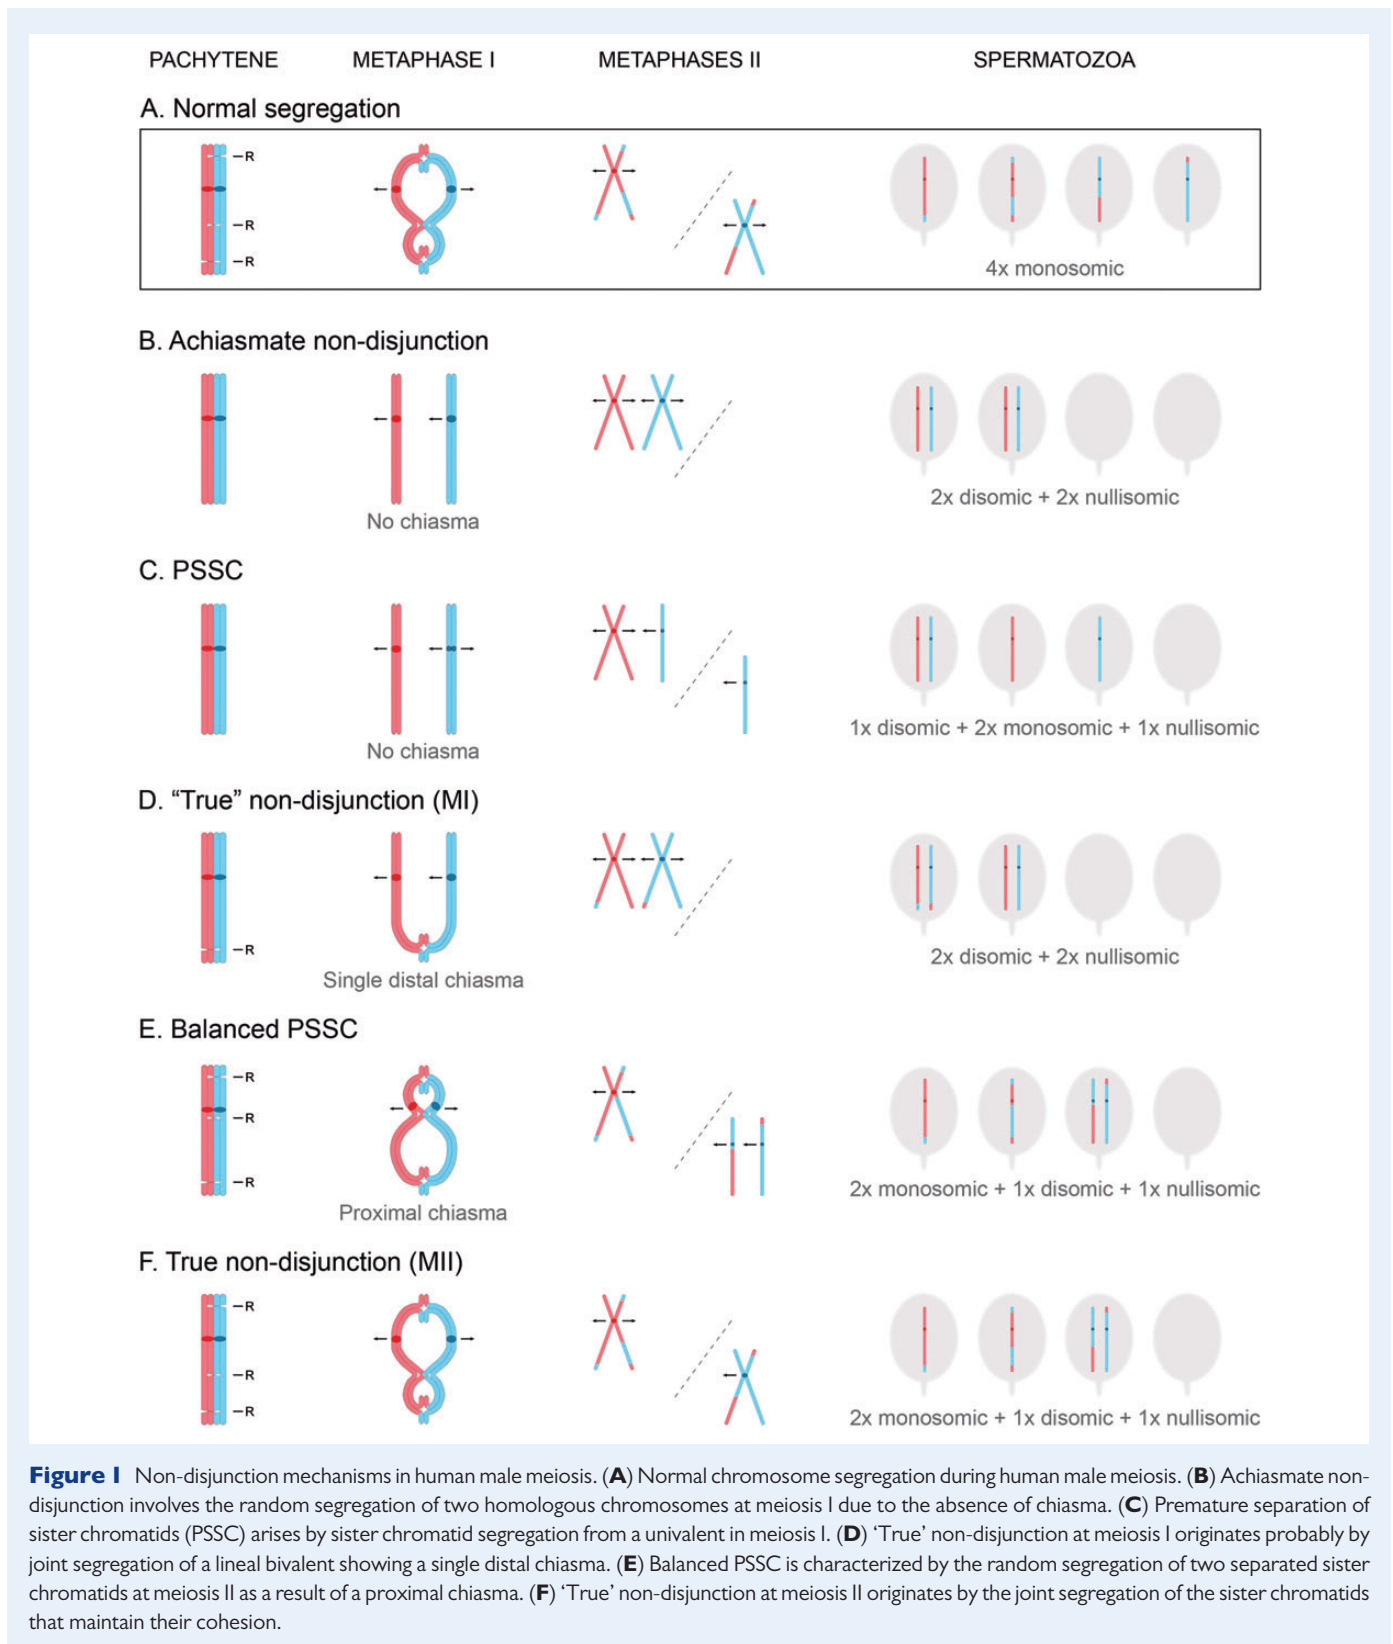 PACHYTENE METAPHASE I METAPHASES II SPERMATOZOA
A. Normal segregation
–R
–R
–R
4x monosomic
B. Achiasmate non-disjunction
No chiasma
2x disomic + 2x nullisomic
C. PSSC
No chiasma
1x disomic + 2x monosomic + 1x nullisomic
D. “True” non-disjunction (MI)
–R
Single distal chiasma
2x disomic + 2x nullisomic
E. Balanced PSSC
–R
–R
–R
Proximal chiasma
2x monosomic + 1x disomic + 1x nullisomic
F. True non-disjunction (MII)
–R
–R
–R
2x monosomic + 1x disomic + 1x nullisomic
Figure 1 Non-disjunction mechanisms in human male meiosis. (A) Normal chromosome segregation during human male meiosis. (B) Achiasmate non-
disjunction involves the random segregation of two homologous chromosomes at meiosis I due to the absence of chiasma. (C) Premature separation of
sister chromatids (PSSC) arises by sister chromatid segregation from a univalent in meiosis I. (D) ‘True’ non-disjunction at meiosis I originates probably by
joint segregation of a lineal bivalent showing a single distal chiasma. (E) Balanced PSSC is characterized by the random segregation of two separated sister
chromatids at meiosis II as a result of a proximal chiasma. (F) ‘True’ non-disjunction at meiosis II originates by the joint segregation of the sister chromatids
that maintain their cohesion.